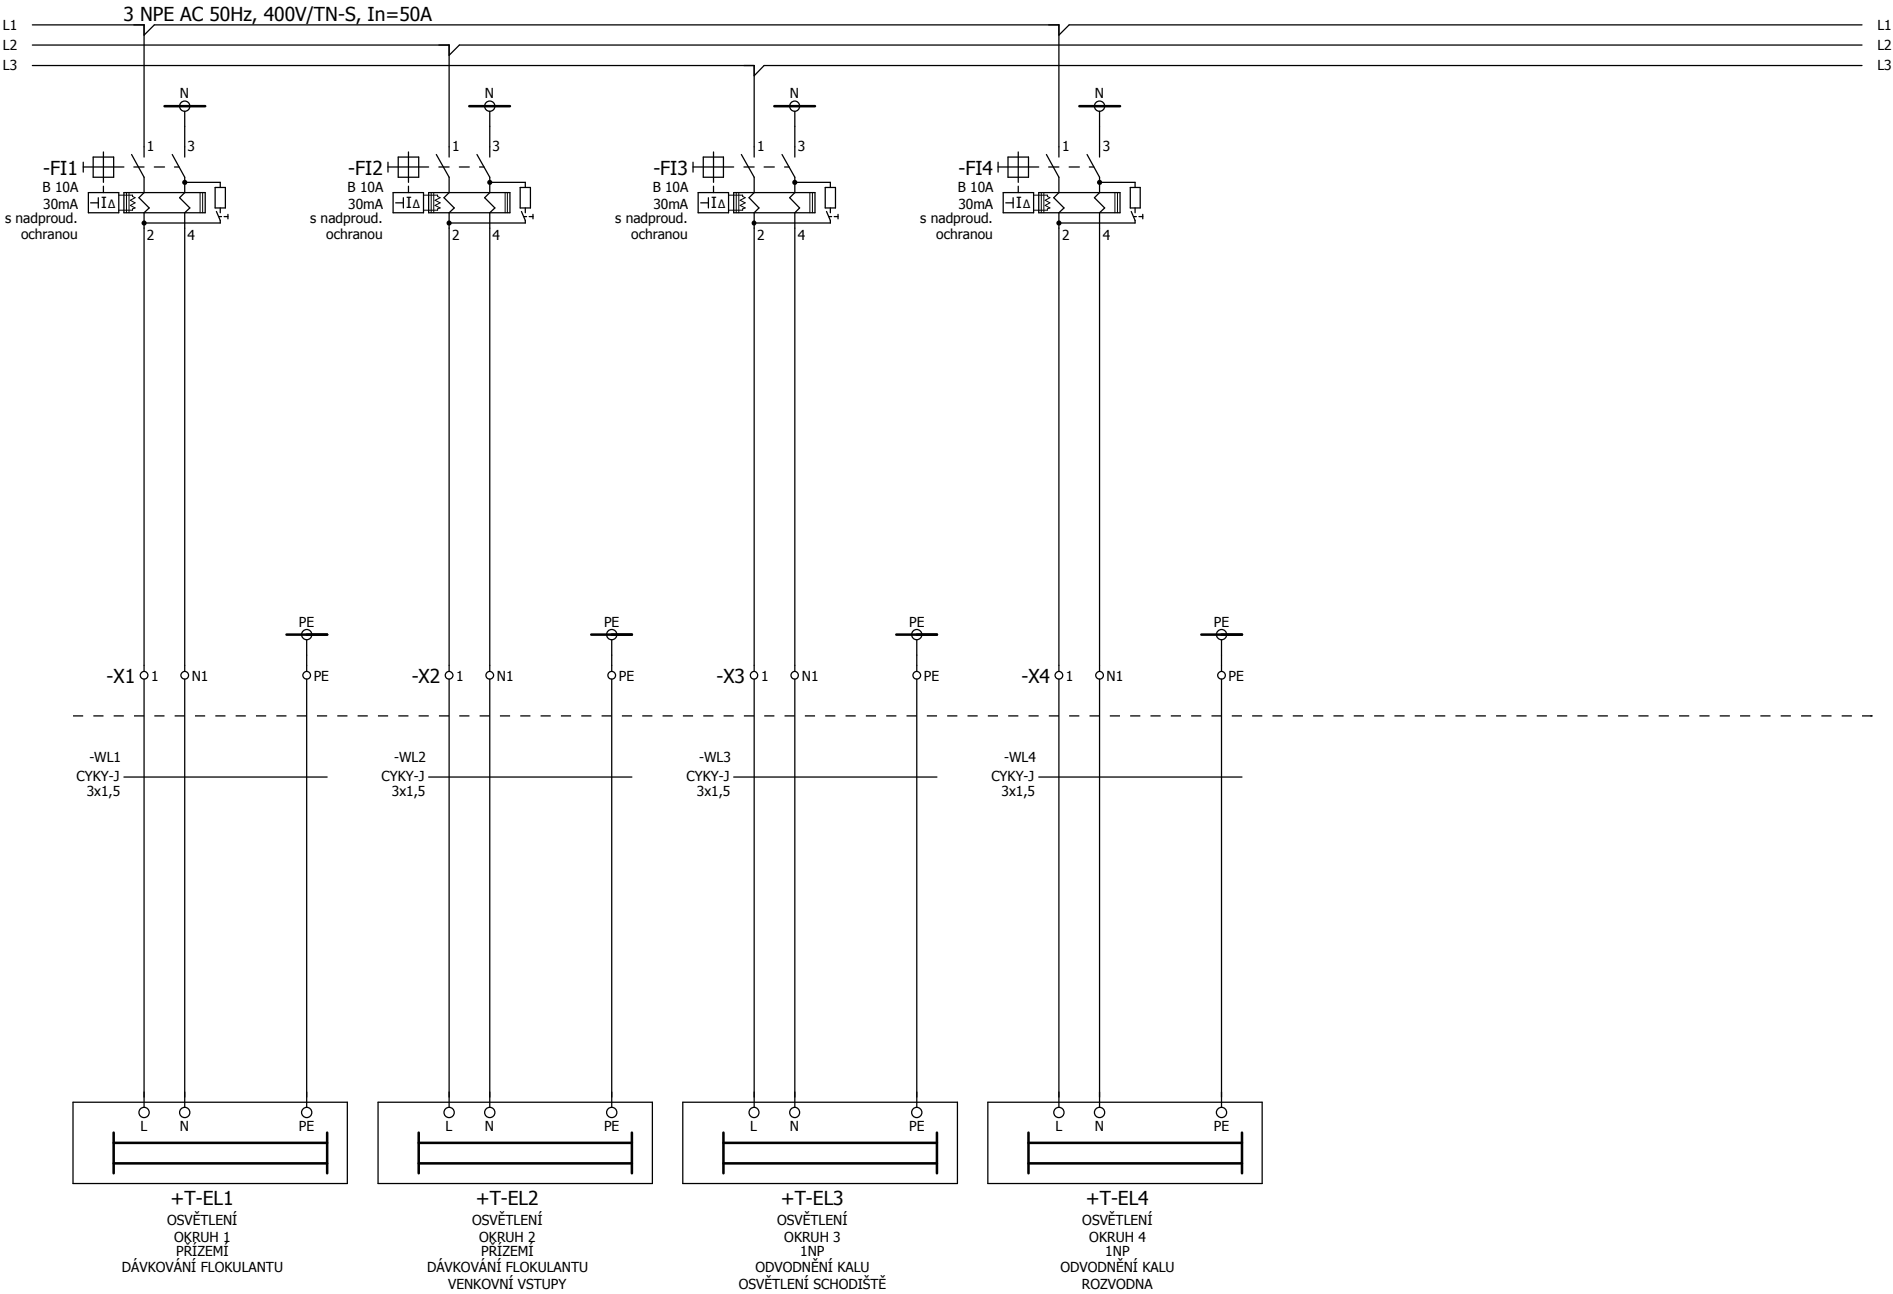 3 NPE AC 50Hz, 400V/TN-S, In=50A
L1 L1
L2 L2
L3 L3
N N N N
1 3 1 3 1 3 1 3
-FI1 -FI2 -FI3 -FI4
B 10A B 10A B 10A B 10A
30mA 30mA 30mA 30mA
IΔ IΔ IΔ IΔ
s nadproud. s nadproud. s nadproud. s nadproud.
ochranou ochranou ochranou ochranou
2 4 2 4 2 4 2 4
PE PE PE PE
-X1 1 N1 PE -X2 1 N1 PE -X3 1 N1 PE -X4 1 N1 PE
-WL1 -WL2 -WL3 -WL4
CYKY-J CYKY-J CYKY-J CYKY-J
3x1,5 3x1,5 3x1,5 3x1,5
L N PE L N PE L N PE L N PE
+T-EL1
OSVĚTLENÍ
OKRUH 1
PŘÍZEMÍ
DÁVKOVÁNÍ FLOKULANTU
+T-EL2
OSVĚTLENÍ
OKRUH 2
PŘÍZEMÍ
DÁVKOVÁNÍ FLOKULANTU
VENKOVNÍ VSTUPY
+T-EL3
OSVĚTLENÍ
OKRUH 3
1NP
ODVODNĚNÍ KALU
OSVĚTLENÍ SCHODIŠTĚ
+T-EL4
OSVĚTLENÍ
OKRUH 4
1NP
ODVODNĚNÍ KALU
ROZVODNA